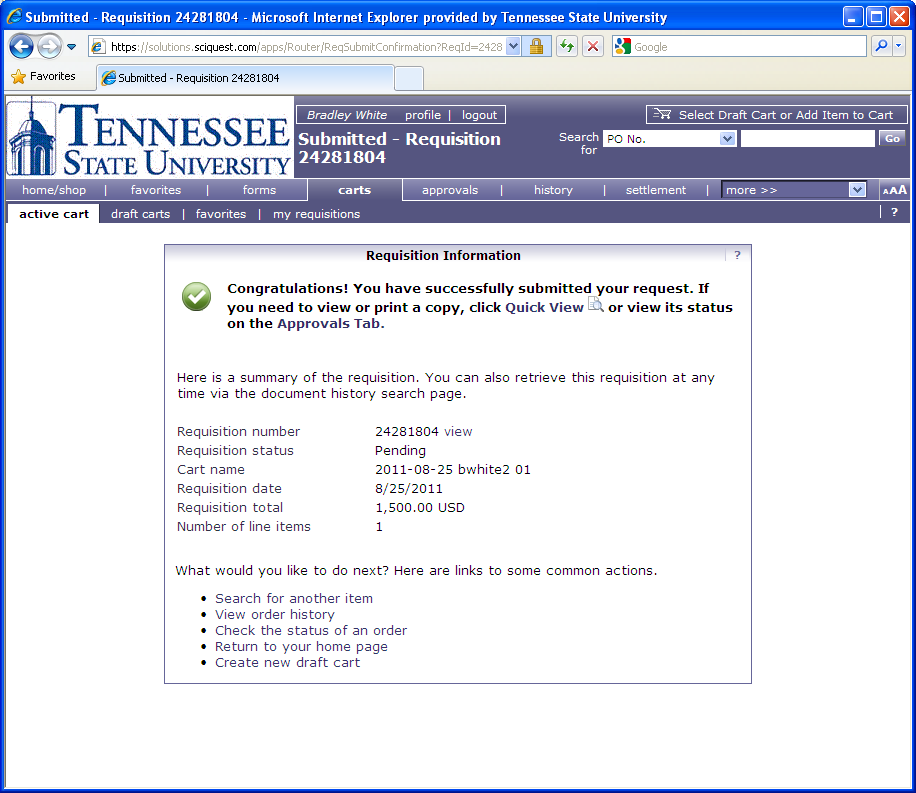 Submitted - Requisition 24281804 - Microsoft Internet Explorer provided by Tennessee State University
https://solutions.sciquest.com/apps/Router/ReqSubmitConfirmation?ReqId=2428
Google
Favorites
Submitted - Requisition 24281804
TENNESSEE
STATE UNIVERSITY
Bradley White profile | logout
Select Draft Cart or Add Item to Cart
Submitted - Requisition
24281804
Search
for
PO No.
Go
home/shop | favorites | forms carts approvals | history | settlement | more >> AAA
active cart draft carts | favorites | my requisitions | ?
Requisition Information ?
Congratulations! You have successfully submitted your request. If
you need to view or print a copy, click Quick View or view its status
on the Approvals Tab.
Here is a summary of the requisition. You can also retrieve this requisition at any
time via the document history search page.
Requisition number 24281804 view
Requisition status Pending
Cart name 2011-08-25 bwhite2 01
Requisition date 8/25/2011
Requisition total 1,500.00 USD
Number of line items 1
What would you like to do next? Here are links to some common actions.
• Search for another item
• View order history
• Check the status of an order
• Return to your home page
• Create new draft cart